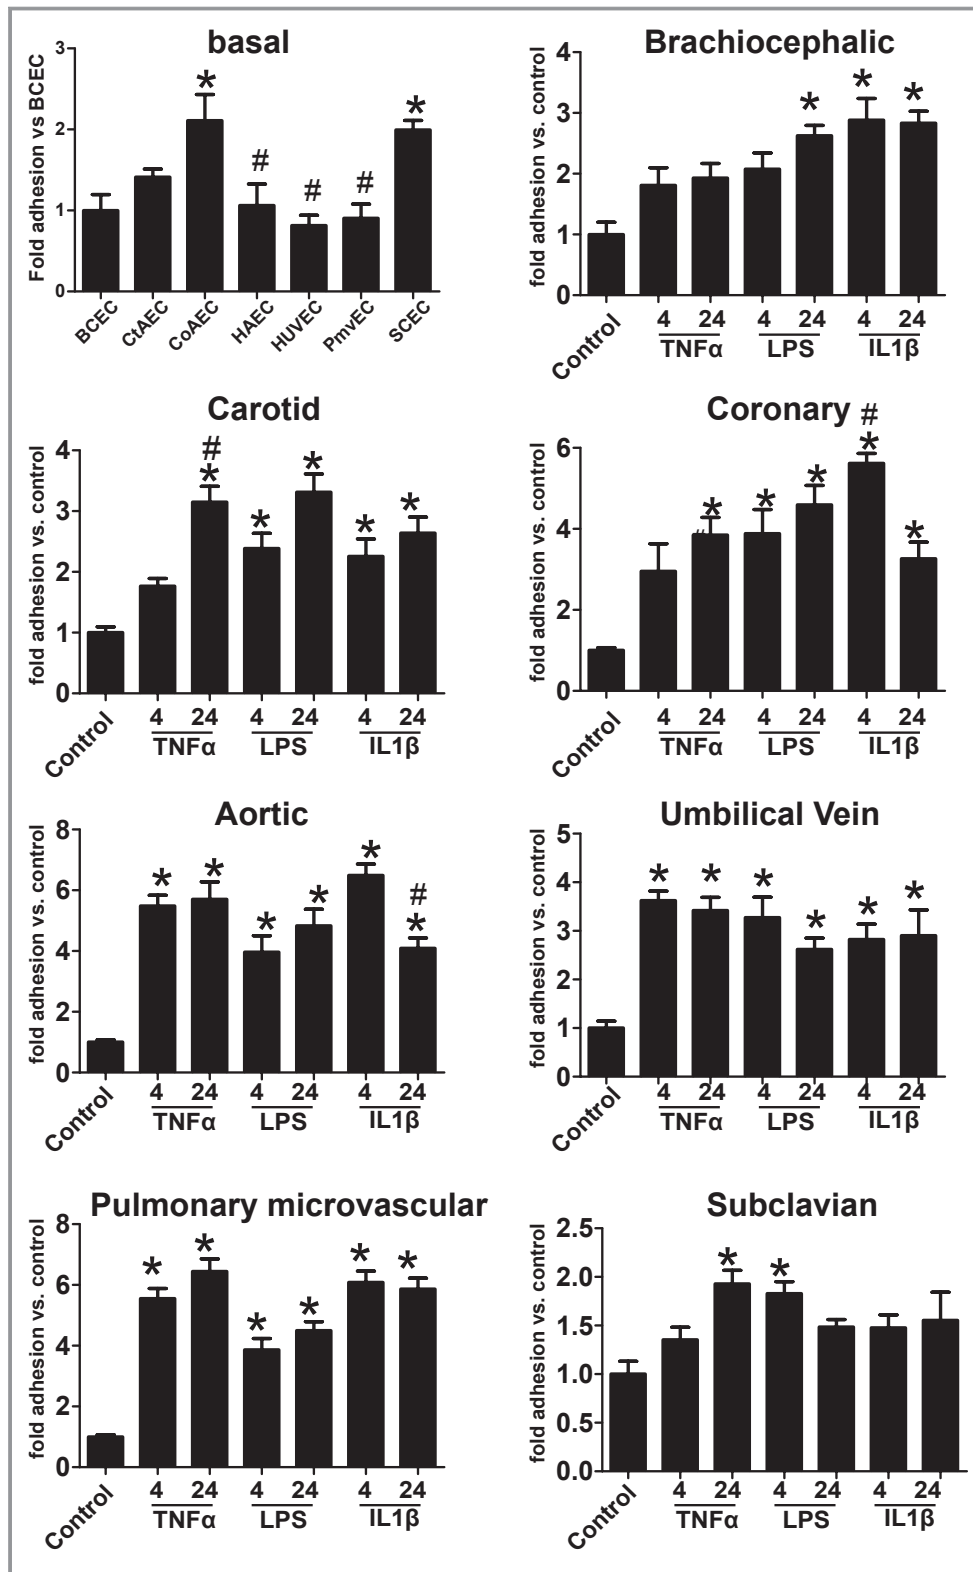 basal
Fold adhesion vs BCEC
3
2
1
0
*
#
#
#
*
BCEC
CtAEC
CoAEC
HAEC
HUVEC
PmvEC
SCEC
Brachiocephalic
fold adhesion vs. control
4
3
2
1
0
* * *
Control
4 24 4 24 4 24
TNFα LPS IL1β
Carotid
fold adhesion vs. control
4
3
2
1
0
#
* * * * *
Control
4 24 4 24 4 24
TNFα LPS IL1β
Coronary
fold adhesion vs. control
6
4
2
0
#
* * * * *
Control
4 24 4 24 4 24
TNFα LPS IL1β
Aortic
fold adhesion vs. control
8
6
4
2
0
#
* * * * * *
Control
4 24 4 24 4 24
TNFα LPS IL1β
Umbilical Vein
fold adhesion vs. control
5
4
3
2
1
0
* * * * * *
Control
4 24 4 24 4 24
TNFα LPS IL1β
Pulmonary microvascular
fold adhesion vs. control
8
6
4
2
0
* * * * * *
Control
4 24 4 24 4 24
TNFα LPS IL1β
Subclavian
fold adhesion vs. control
2.5
2.0
1.5
1.0
0.5
0.0
* *
Control
4 24 4 24 4 24
TNFα LPS IL1β